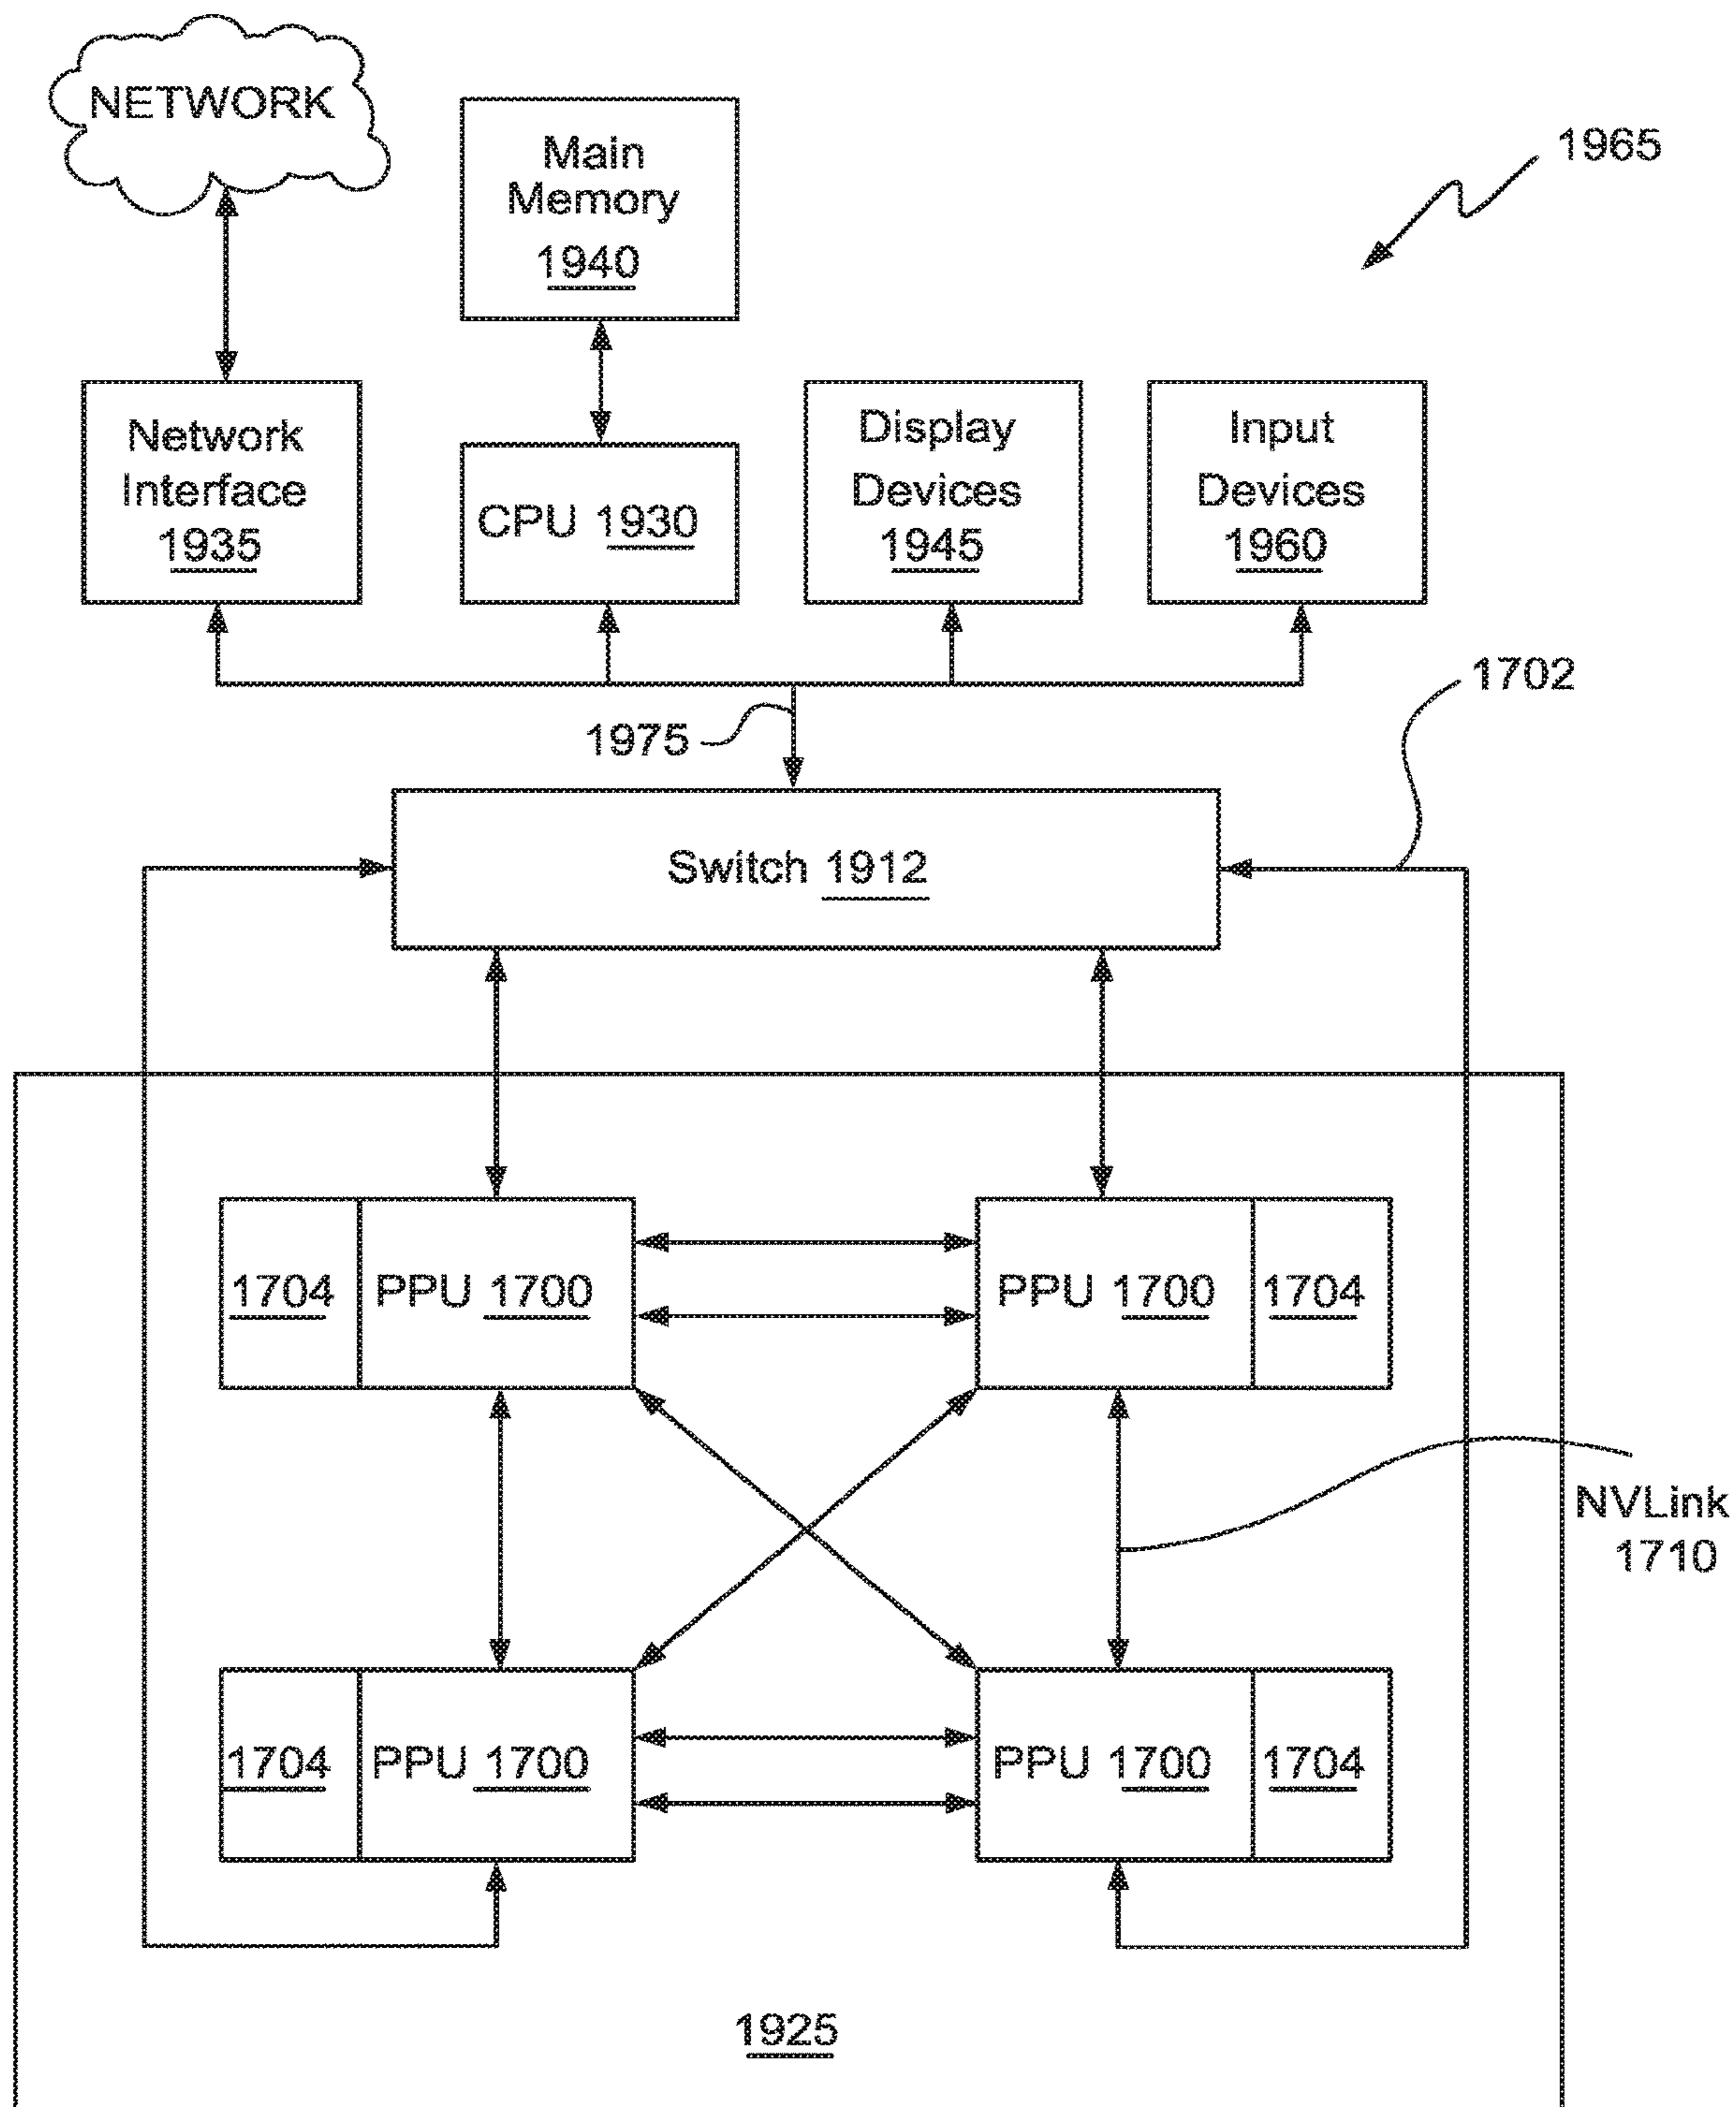 NETWORK
Main
Memory
1940
1965
Network
Interface
1935
CPU 1930
Display
Devices
1945
Input
Devices
1960
1702
1975
Switch 1912
1704
PPU 1700
PPU 1700
1704
NVLink
1710
1704
PPU 1700
PPU 1700
1704
1925